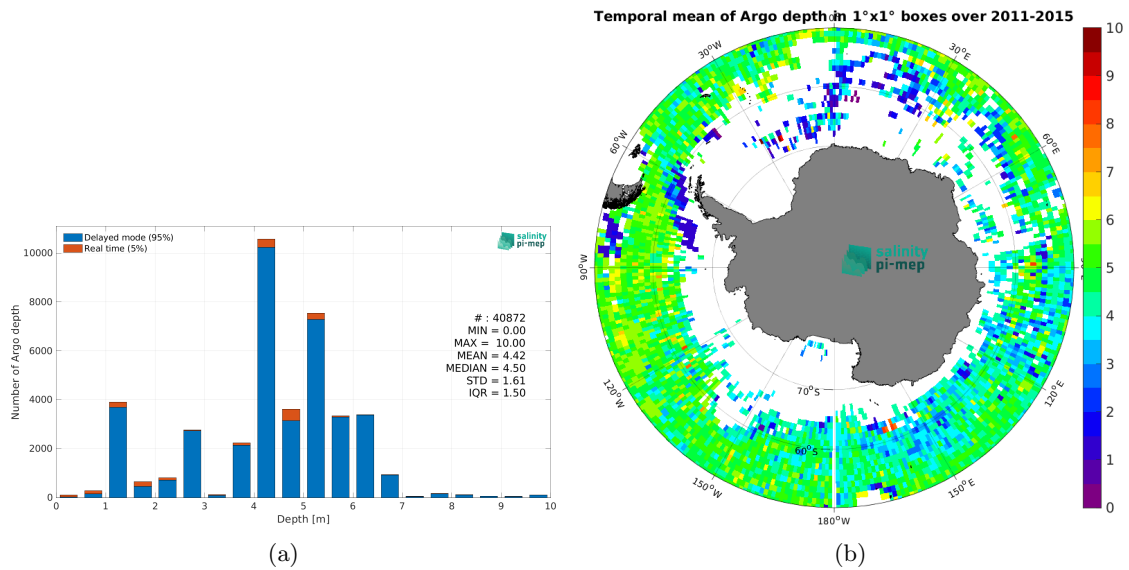 Delayed mode (95%)
Real time (5%)
salinity
pi-mep
# : 40872
MIN = 0.00
MAX = 10.00
MEAN = 4.42
MEDIAN = 4.50
STD = 1.61
IQR = 1.50
Number of Argo depth
10000
8000
6000
4000
2000
0
0 1 2 3 4 5 6 7 8 9 10
Depth [m]
(a)
Temporal mean of Argo depth in 1°x1° boxes over 2011-2015
30°W
30°E
60°W
60°E
90°W
salinity
pi-mep
120°W
120°E
70°S
60°S
150°W
150°E
180°W
10
9
8
7
6
5
4
3
2
1
0
(b)